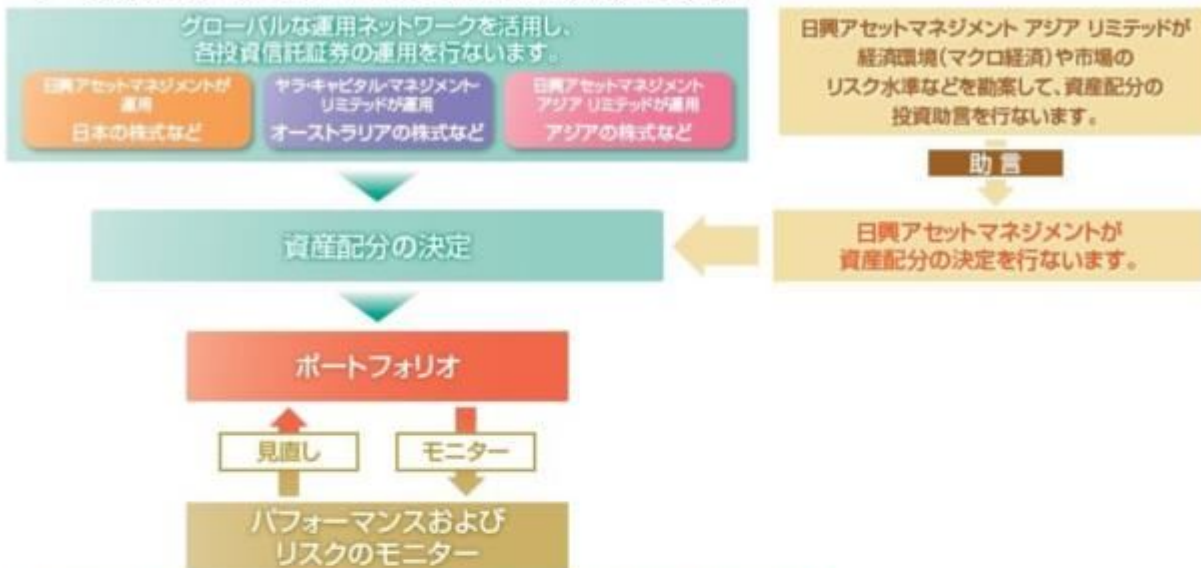 グローバルな運用ネットワークを活用し、
各投資信託証券の運用を行ないます。
日興アセットマネジメントが
運用
日本の株式など
ヤラ・キャピタル・マネジメント・
リミテッドが運用
オーストラリアの株式など
日興アセットマネジメント
アジア リミテッドが運用
アジアの株式など
日興アセットマネジメント アジア リミテッドが
経済環境(マクロ経済)や市場の
リスク水準などを勘案して、資産配分の
投資助言を行ないます。
助言
資産配分の決定
日興アセットマネジメントが
資産配分の決定を行ないます。
ポートフォリオ
見直し
モニター
パフォーマンスおよび
リスクのモニター